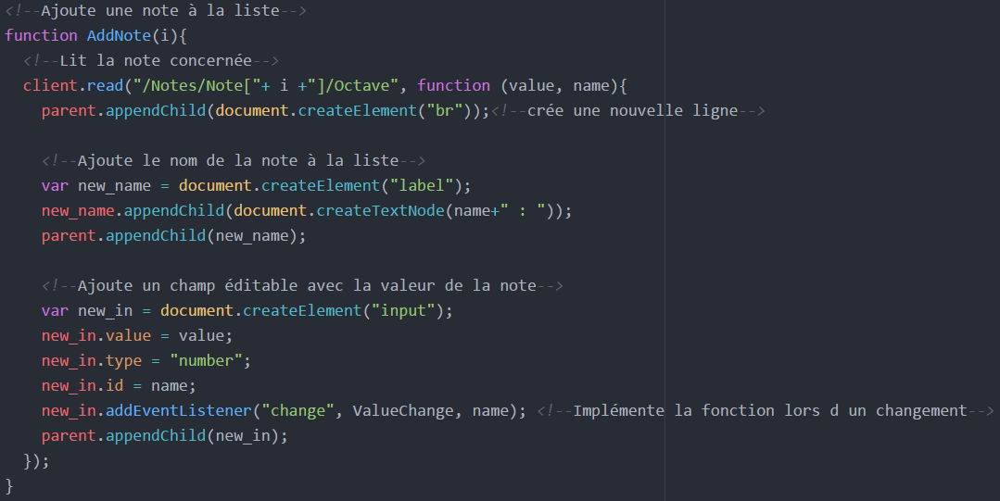 <!--Ajoute une note à la liste-->
function AddNote(i){
<!--Lit la note concernée-->
client.read("/Notes/Note["+ i +"]/Octave", function (value, name){
parent.appendChild(document.createElement("br"));<!--crée une nouvelle ligne-->
<!--Ajoute le nom de la note à la liste-->
var new_name = document.createElement("label");
new_name.appendChild(document.createTextNode(name+" : "));
parent.appendChild(new_name);
<!--Ajoute un champ éditable avec la valeur de la note-->
var new_in = document.createElement("input");
new_in.value = value;
new_in.type = "number";
new_in.id = name;
new_in.addEventListener("change", ValueChange, name); <!--Implémente la fonction lors d un changement-->
parent.appendChild(new_in);
});
}